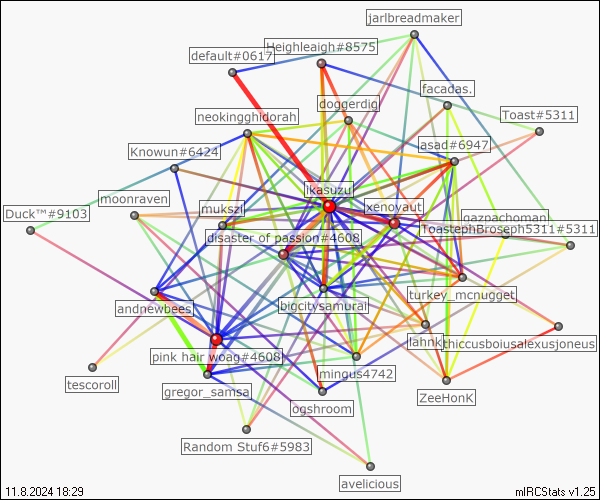 jarlbreadmaker
Heighleaigh#8575
default#0617
facadas.
doggerdig
Toast#5311
neokingghidorah
asad#6947
Knowun#6424
ikasuzu
moonraven
xenoyaut
mukszi
Duck™#9103
gazpachoman
ToastephBroseph5311#5311
disaster of passion#4608
turkey_mcnugget
andrewbees
bigcitysamurai
lahnk
thiccusboiusalexusjoneus
pink hair woag#4608
mingus4742
tescoroll
gregor_samsa
ZeeHonK
ogshroom
Random Stuf6#5983
avelicious
11.8.2024 18:29
mIRCStats v1.25